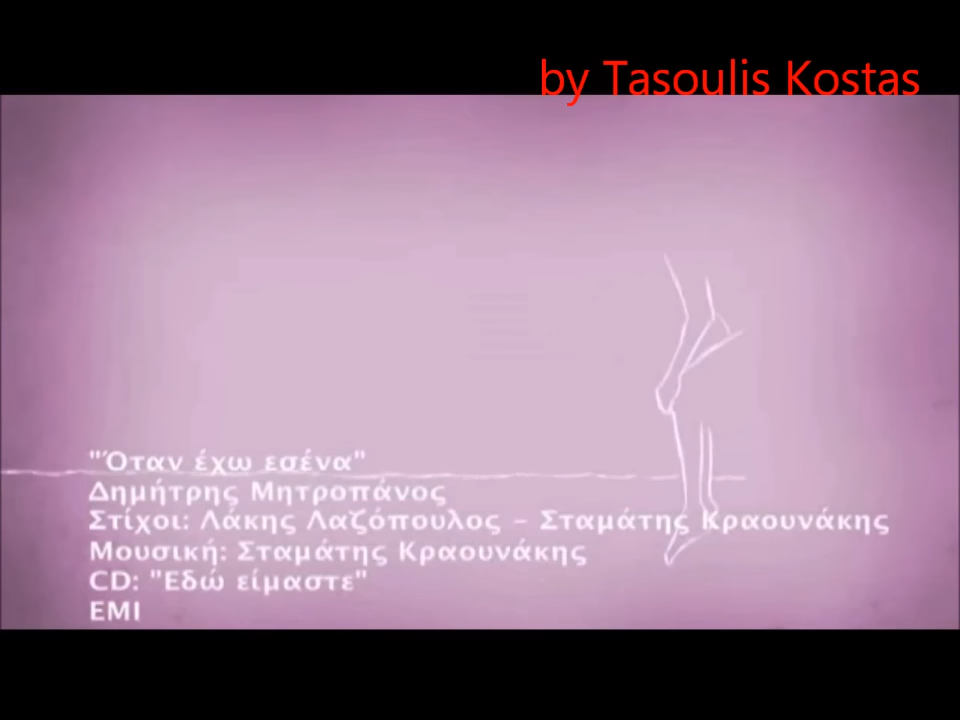 by Tasoulis Kostas
"Όταν έχω εσένα"
Δημήτρης Μητροπάνος
Στίχοι: Λάκης Λαζόπουλος - Σταμάτης Κραουνάκης
Μουσική: Σταμάτης Κραουνάκης
CD: "Εδώ είμαστε"
EMI